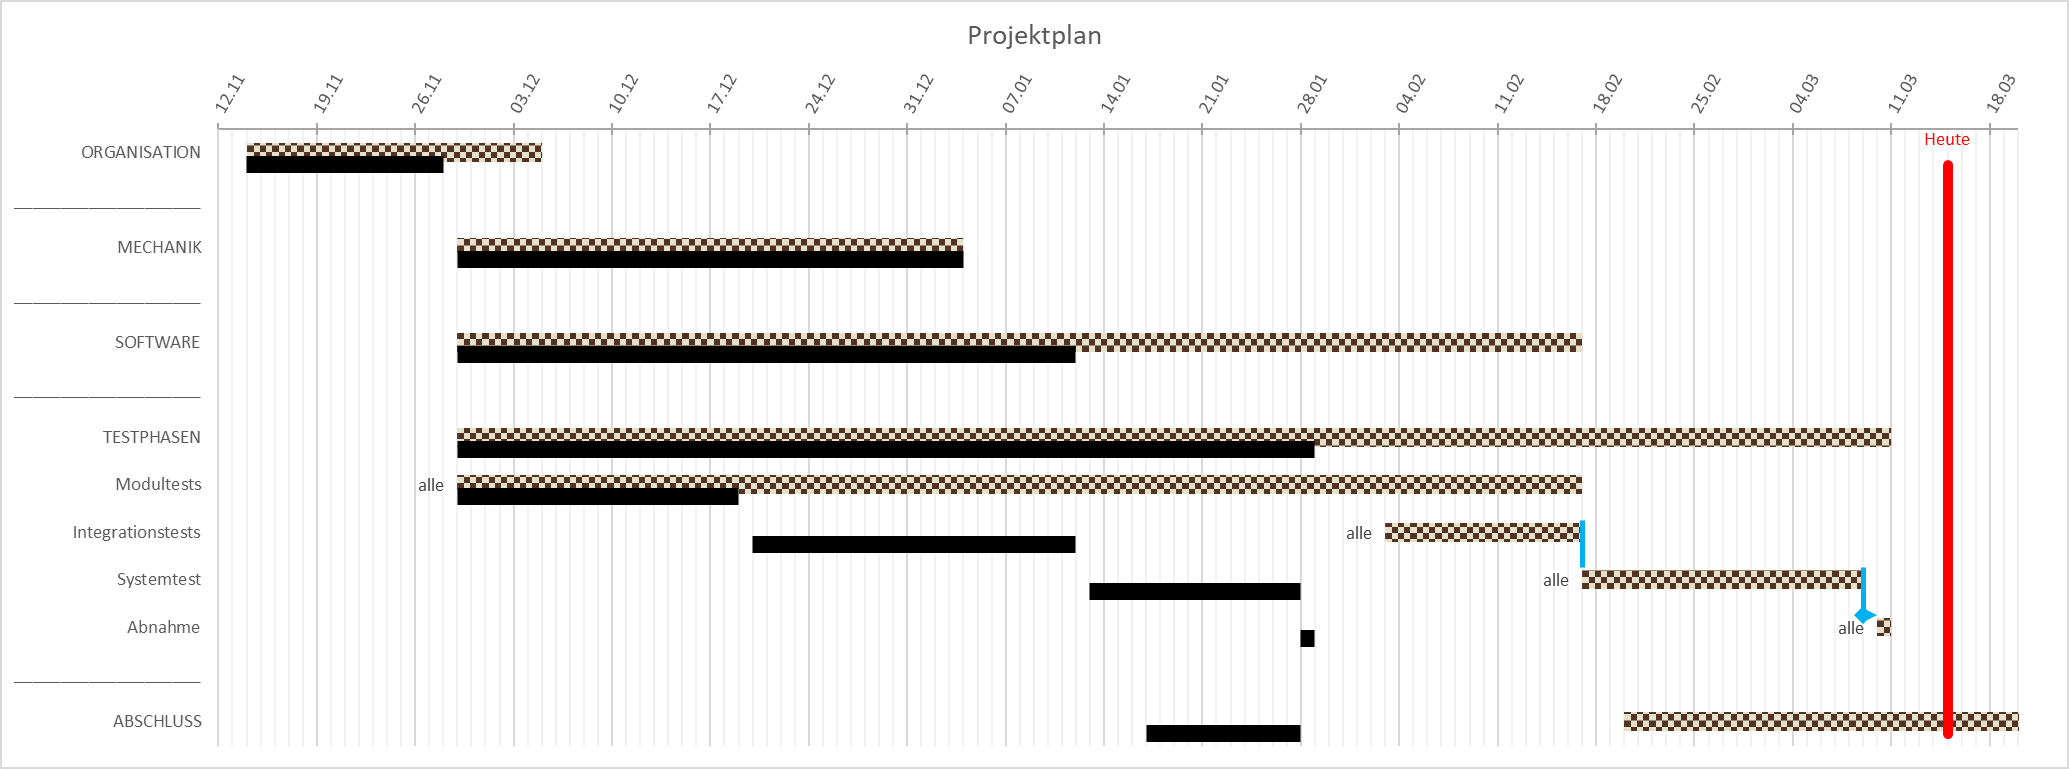 Projektplan
12.11 19.11 26.11 03.12 10.12 17.12 24.12 31.12 07.01 14.01 21.01 28.01 04.02 11.02 18.02 25.02 04.03 11.03 18.03
Heute
ORGANISATION
MECHANIK
SOFTWARE
TESTPHASEN
Modultests alle
Integrationstests alle
Systemtest alle
Abnahme alle
ABSCHLUSS